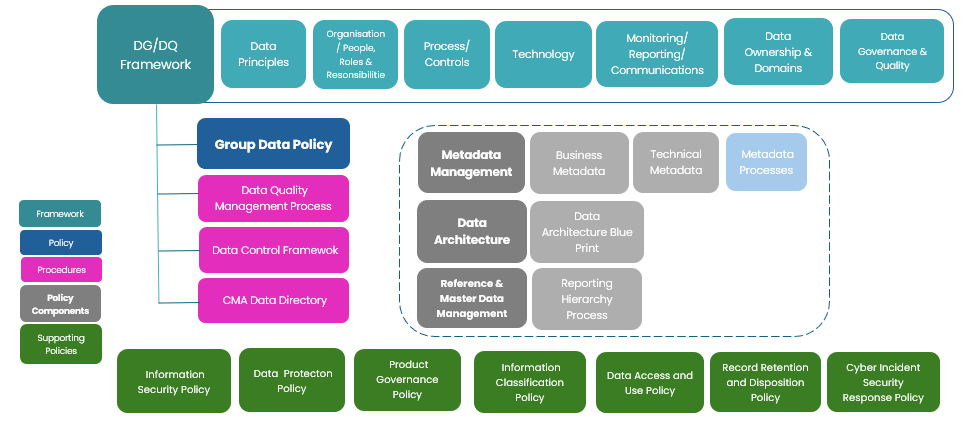 DG/DQ
Framework
Data
Principles
Organisation
/ People,
Roles &
Resonsibilitie
Process/
Controls
Technology
Monitoring/
Reporting/
Communications
Data
Ownership &
Domains
Data
Governance &
Quality
Group Data Policy
Data Quality
Management Process
Data Control Framewok
CMA Data Directory
Metadata
Management
Business
Metadata
Technical
Metadata
Metadata
Processes
Data
Architecture
Data
Architecture Blue
Print
Reference &
Master Data
Management
Reporting
Hierarchy
Process
Framework
Policy
Procedures
Policy
Components
Supporting
Policies
Information
Security Policy
Data Protecton
Policy
Product
Governance
Policy
Information
Classification
Policy
Data Access and
Use Policy
Record Retention
and Disposition
Policy
Cyber Incident
Security
Response Policy